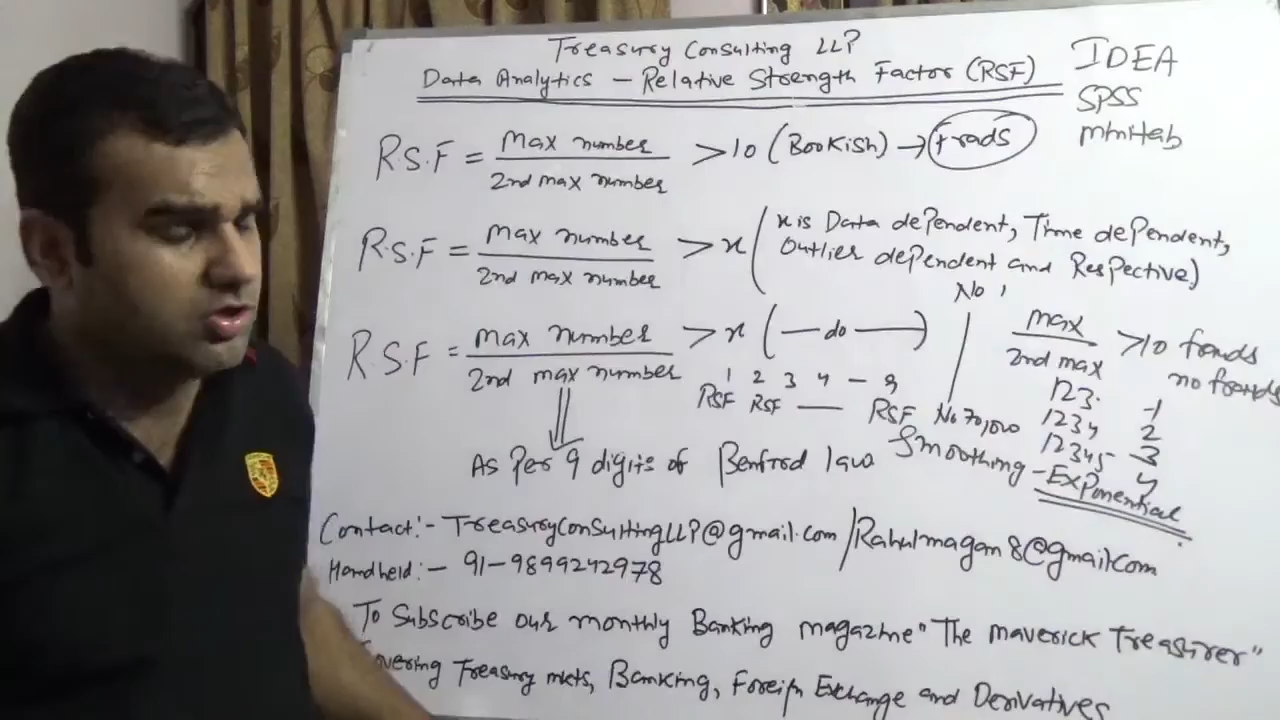 Treasury Consulting LLP
Data Analytics - Relative Strength Factor (RSF)
IDEA
SPSS
Minitab
R.S.F = Max number / 2nd max number > 10 (Bookish) → Frads
R.S.F = Max number / 2nd max number > x (x is Data dependent, Time dependent,
Outlier dependent and Respective)
R.S.F = Max number / 2nd max number > x ( — do — )
No
max / 2nd max > 10 frauds
no frauds
1 2 3 4 - 9
RSF RSF — RSF
No 70,000
123 - 1
1234 2
12345 - 3
4
As Per 9 digits of Benfrod law
Smoothing - Exponential
Contact:- TreasuryConsultingLLP@gmail.com / Rahulmagan8@gmail.com
Handheld:- 91-9899242978
To Subscribe our monthly Banking magazine "The Maverick Treasurer"
Covering Treasury mkts, Banking, Foreign Exchange and Derivatives